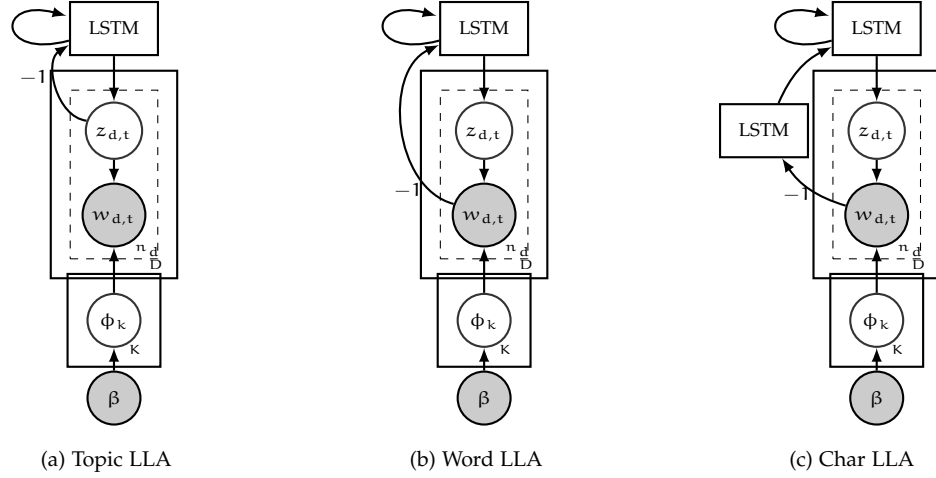 LSTM
−1
z d,t
w d,t
n d
D
ϕ k
K
β
(a) Topic LLA
LSTM
z d,t
−1
w d,t
n d
D
ϕ k
K
β
(b) Word LLA
LSTM
LSTM
z d,t
−1
w d,t
n d
D
ϕ k
K
β
(c) Char LLA